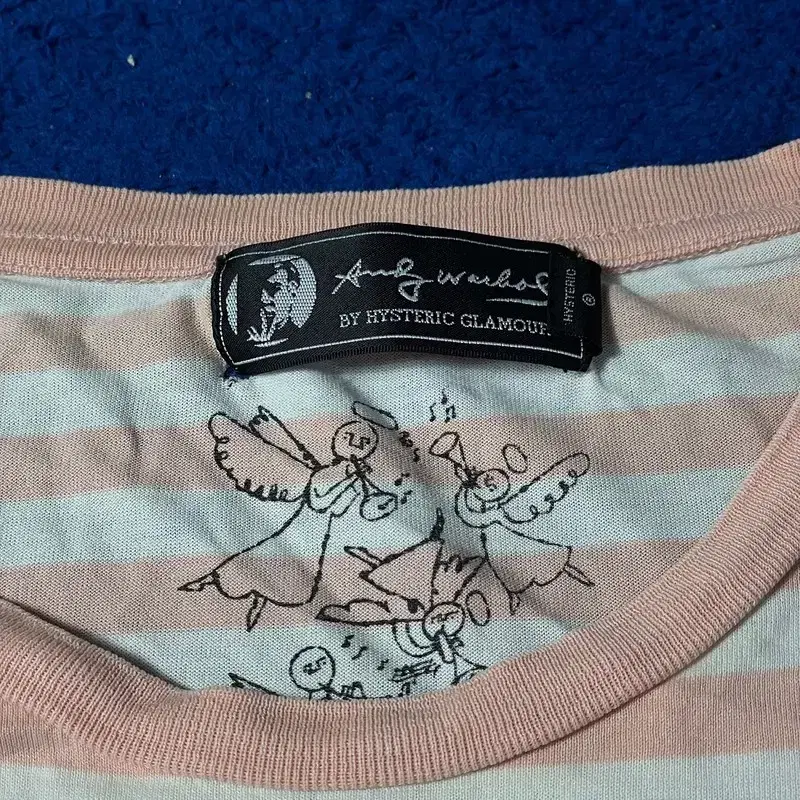 Andy Warhol
BY HYSTERIC GLAMOUR
HYSTERIC ®